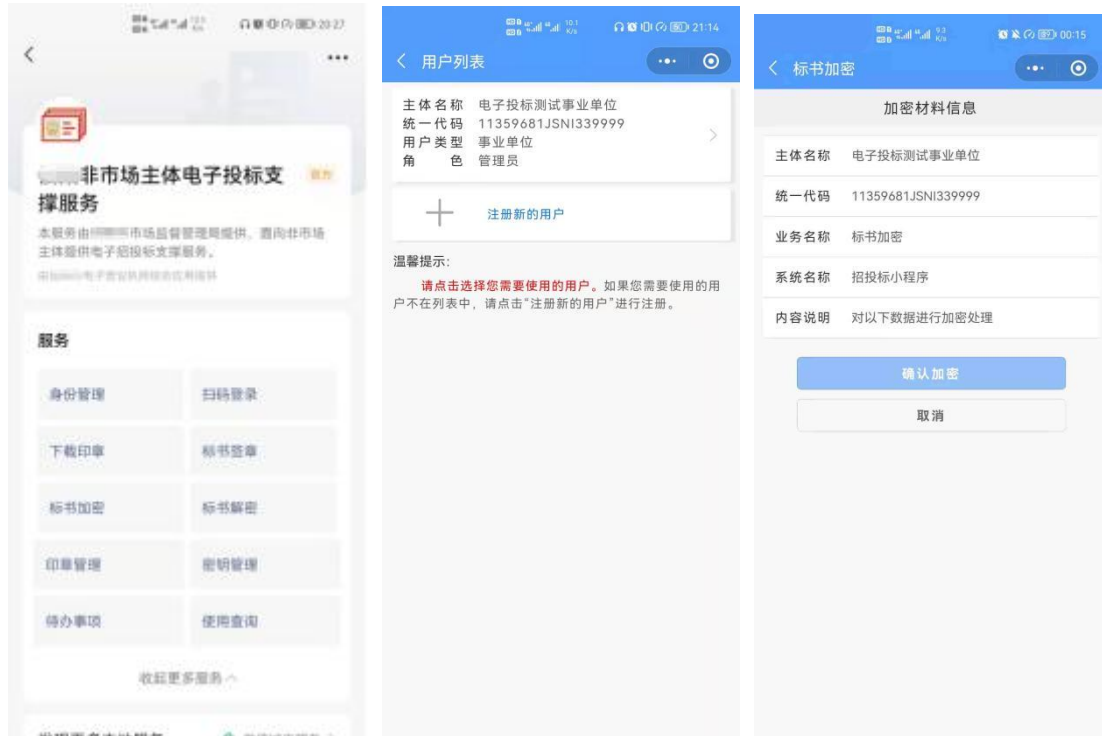 20:27
非市场主体电子投标支
撑服务
官方
本服务由 市场监督管理局提供，面向非市场
主体提供电子招投标支撑服务。
服务
身份管理 扫码登录
下载印章 标书签章
标书加密 标书解密
印章管理 密钥管理
待办事项 使用查询
收起更多服务
10.1
K/s
21:14
用户列表
主体名称 电子投标测试事业单位
统一代码 11359681JSNI339999
用户类型 事业单位
角 色 管理员
注册新的用户
温馨提示：
请点击选择您需要使用的用户。如果您需要使用的用
户不在列表中，请点击“注册新的用户”进行注册。
9.3
K/s
00:15
标书加密
加密材料信息
主体名称 电子投标测试事业单位
统一代码 11359681JSNI339999
业务名称 标书加密
系统名称 招投标小程序
内容说明 对以下数据进行加密处理
确认加密
取消